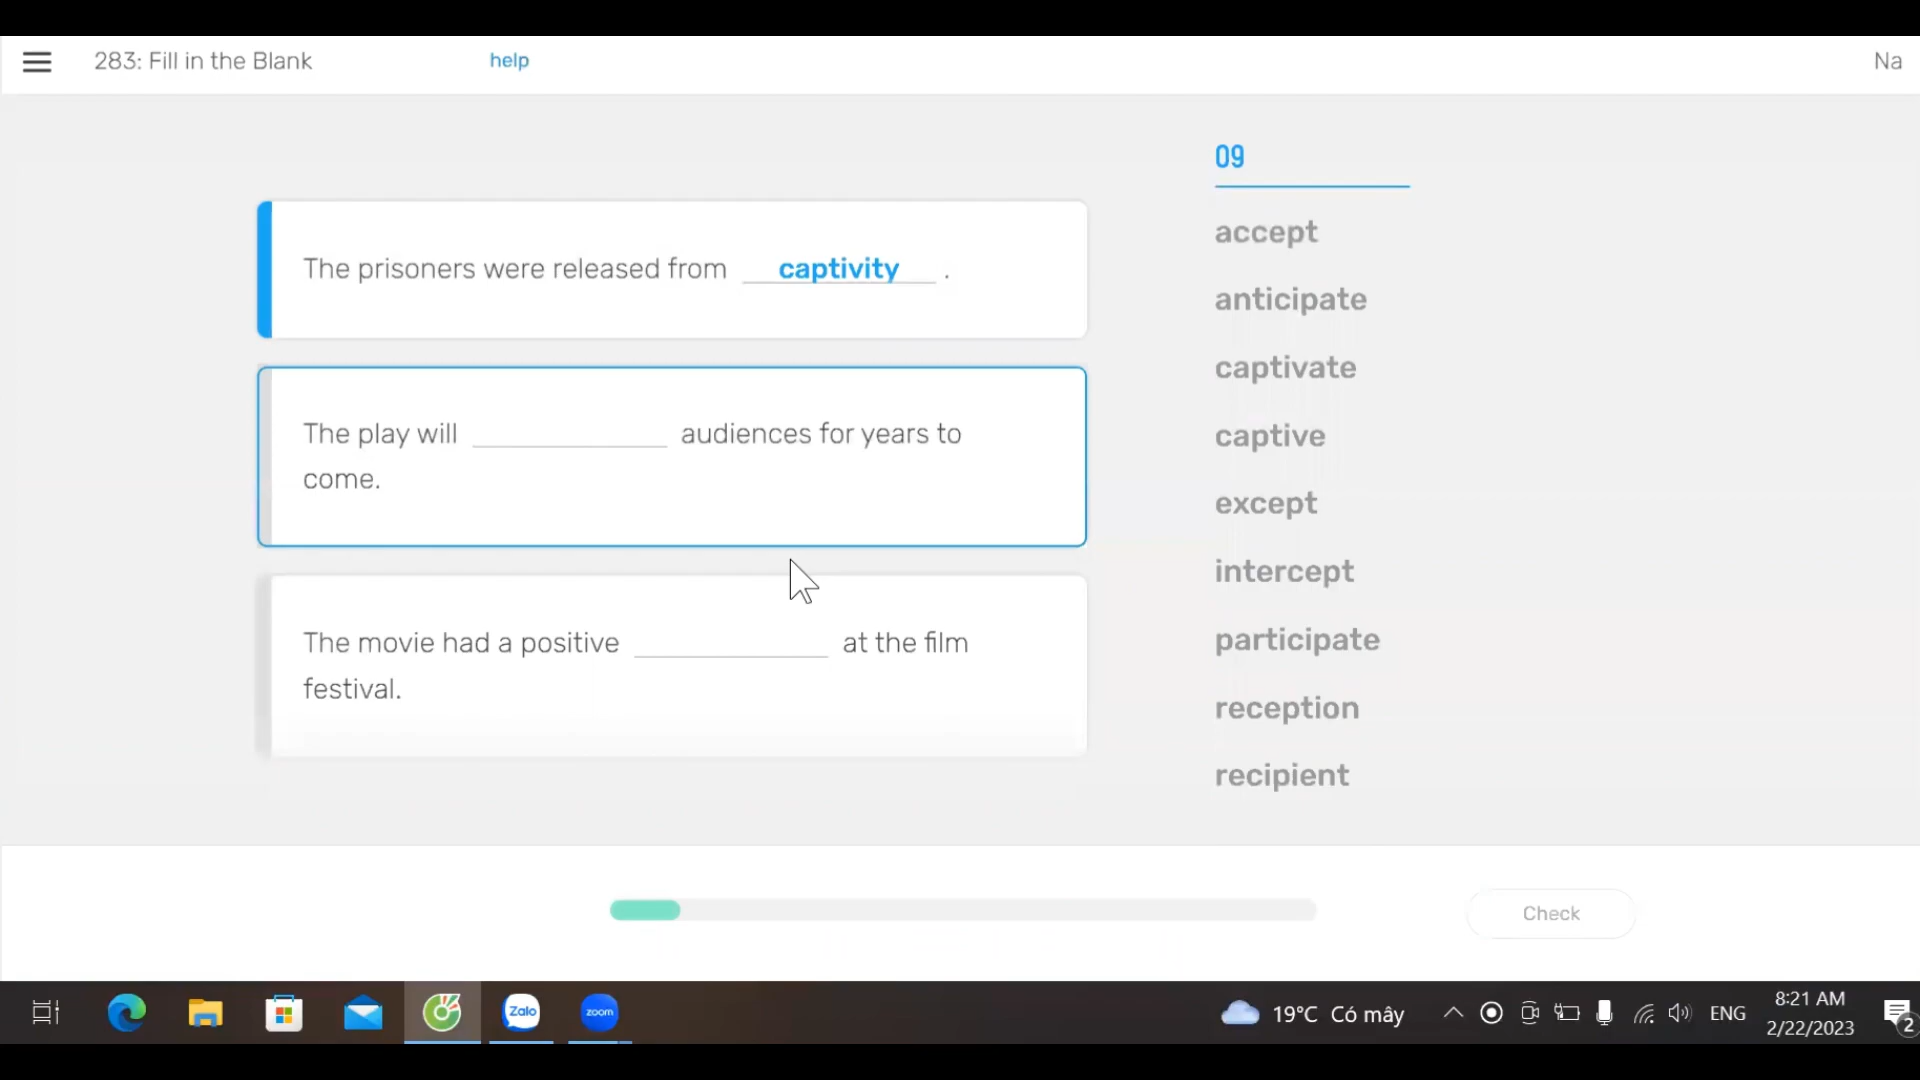 283: Fill in the Blank
help
Na
09
The prisoners were released from captivity .
The play will ____________ audiences for years to
come.
The movie had a positive ____________ at the film
festival.
accept
anticipate
captivate
captive
except
intercept
participate
reception
recipient
Check
Zalo
zoom
19°C Có mây
ENG
8:21 AM
2/22/2023
2